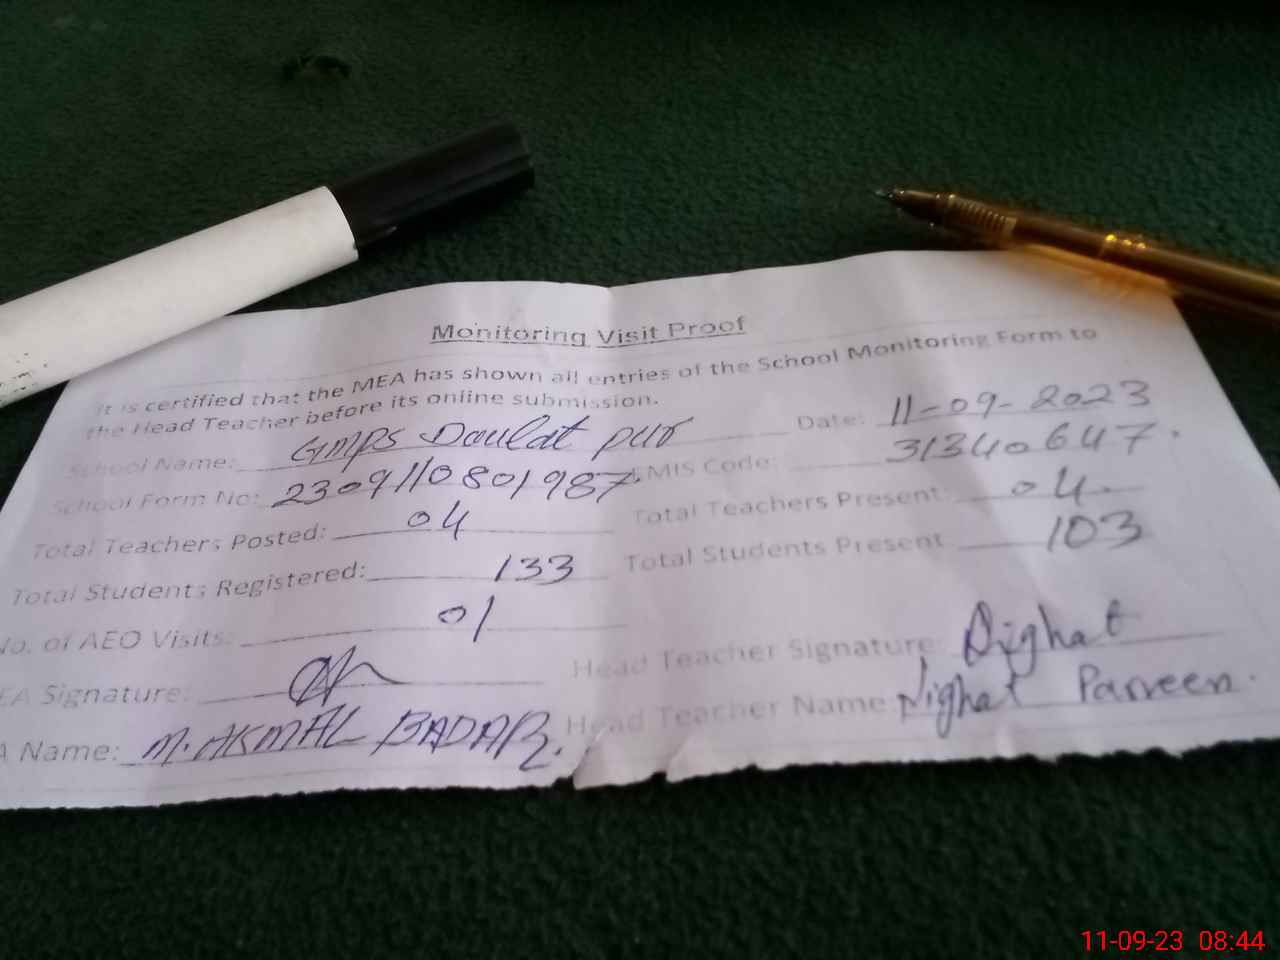 Monitoring Visit Proof
It is certified that the MEA has shown all entries of the School Monitoring Form to
the Head Teacher before its online submission.
School Name: GMPS Daulat pur Date: 11-09-2023
School Form No: 2309110801987 EMIS Code: 31340647.
Total Teachers Posted: 04 Total Teachers Present: 04.
Total Students Registered: 133 Total Students Present 103
No. of AEO Visits: 01
EA Signature: Head Teacher Signature: Nighat
A Name: M. AKMAL BADAR. Head Teacher Name: Nighat Parveen.
11-09-23 08:44